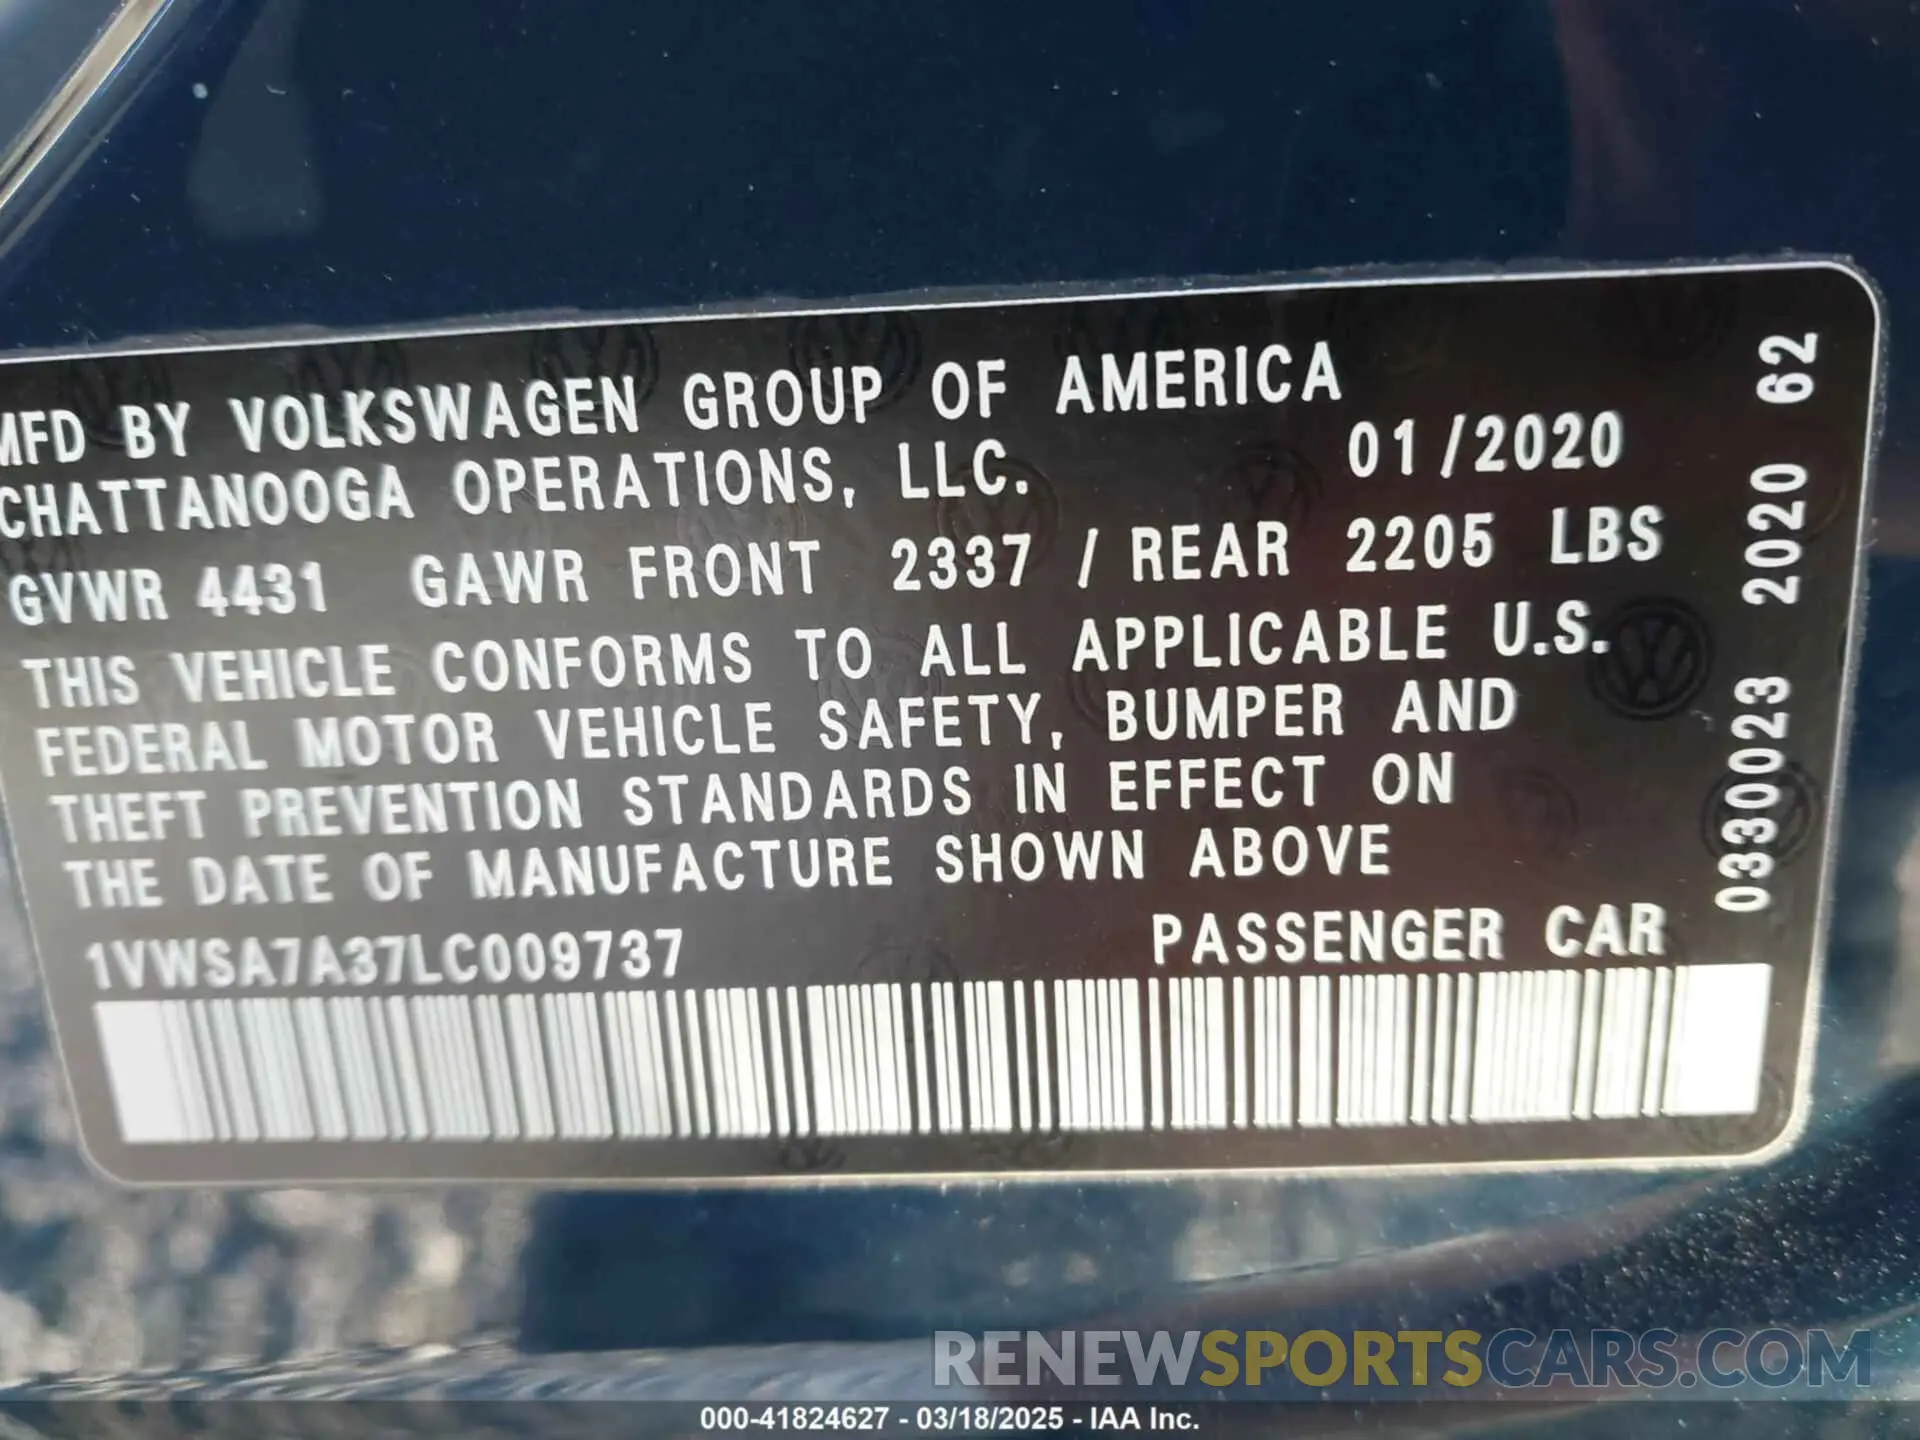 MFD BY VOLKSWAGEN GROUP OF AMERICA
CHATTANOOGA OPERATIONS, LLC. 01/2020
GVWR 4431 GAWR FRONT 2337 / REAR 2205 LBS
THIS VEHICLE CONFORMS TO ALL APPLICABLE U.S.
FEDERAL MOTOR VEHICLE SAFETY, BUMPER AND
THEFT PREVENTION STANDARDS IN EFFECT ON
THE DATE OF MANUFACTURE SHOWN ABOVE
1VWSA7A37LC009737 PASSENGER CAR
0330023 2020 62
RENEWSPORTSCARS.COM
000-41824627 - 03/18/2025 - IAA Inc.